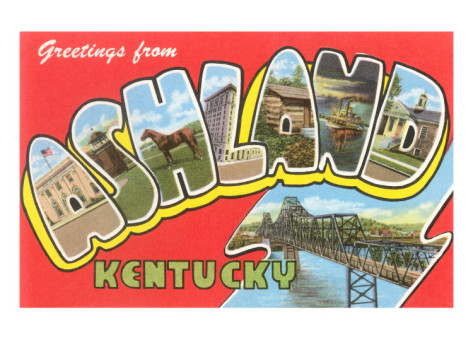 Greetings from
ASHLAND
KENTUCKY